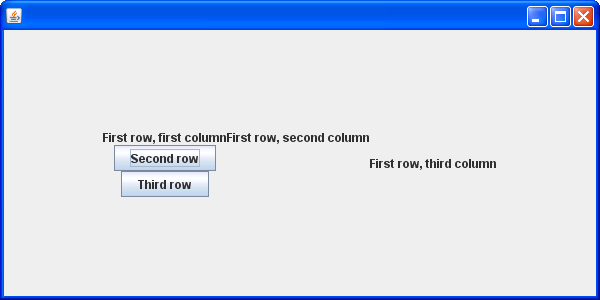 First row, first columnFirst row, second column
Second row
First row, third column
Third row